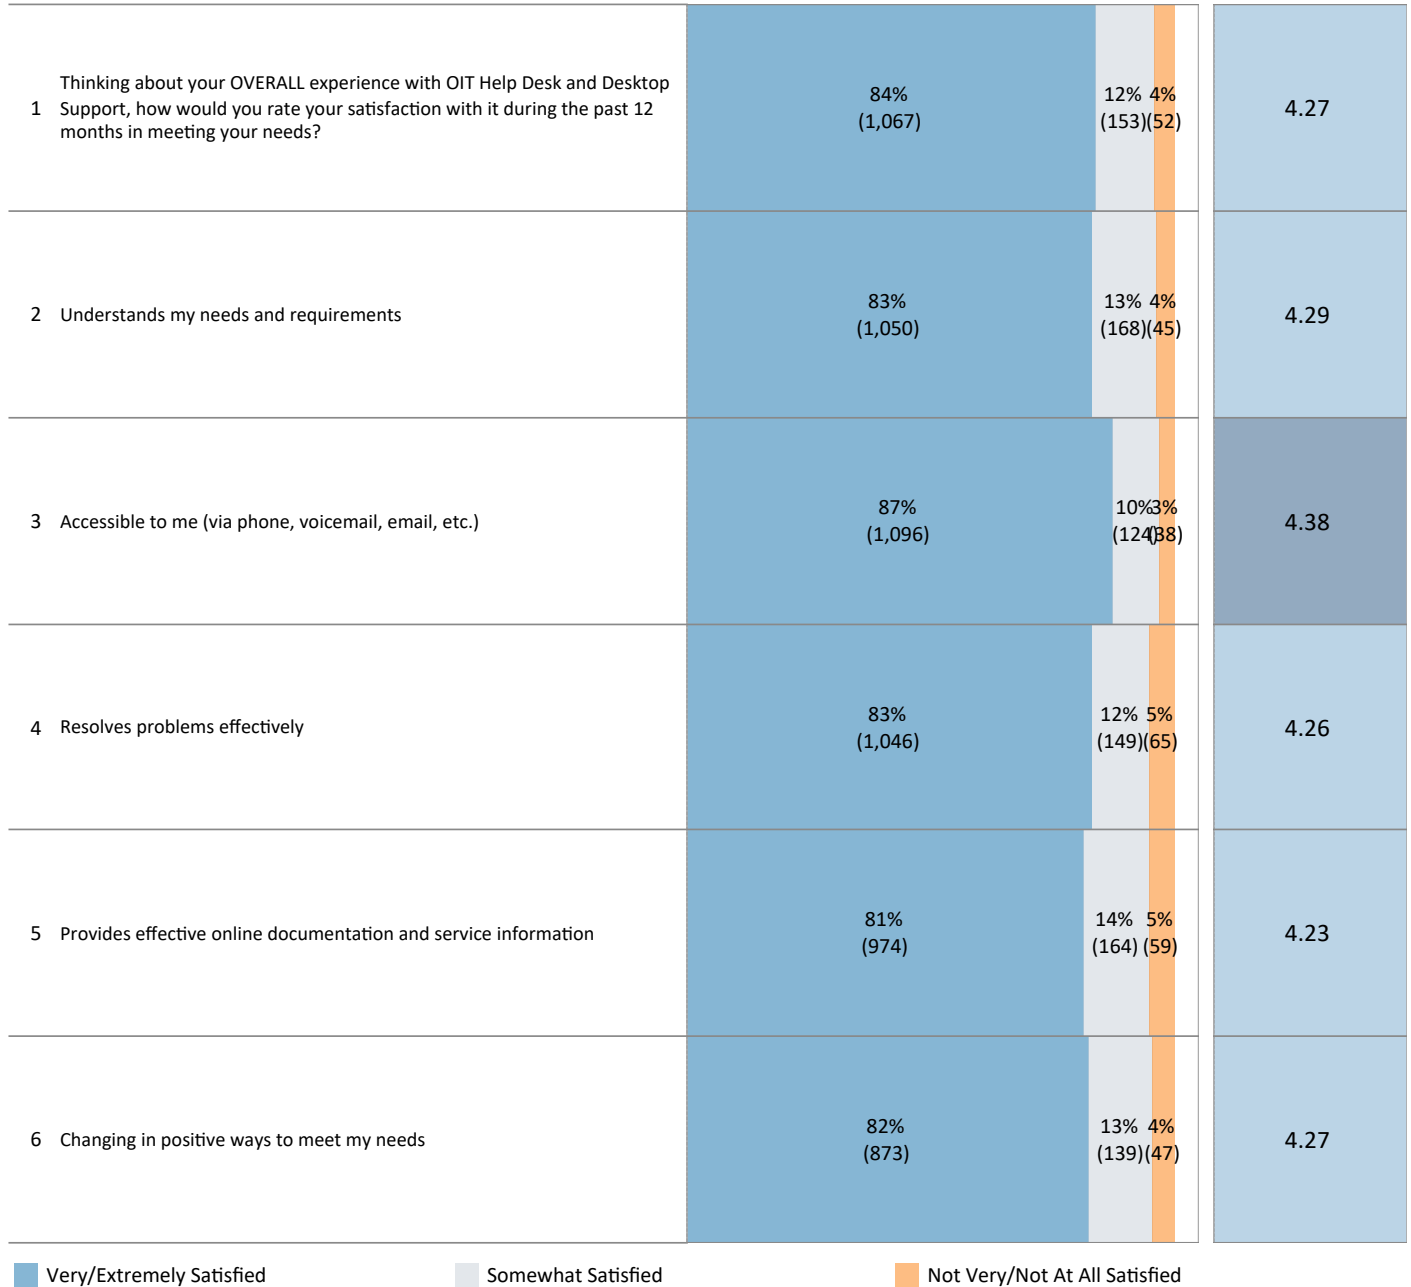 Thinking about your OVERALL experience with OIT Help Desk and Desktop
1 Support, how would you rate your satisfaction with it during the past 12
months in meeting your needs?
84% 12% 4%
(1,067) (153) (52)
4.27
2 Understands my needs and requirements
83% 13% 4%
(1,050) (168) (45)
4.29
3 Accessible to me (via phone, voicemail, email, etc.)
87% 10% 3%
(1,096) (124) (38)
4.38
4 Resolves problems effectively
83% 12% 5%
(1,046) (149) (65)
4.26
5 Provides effective online documentation and service information
81% 14% 5%
(974) (164) (59)
4.23
6 Changing in positive ways to meet my needs
82% 13% 4%
(873) (139) (47)
4.27
Very/Extremely Satisfied Somewhat Satisfied Not Very/Not At All Satisfied